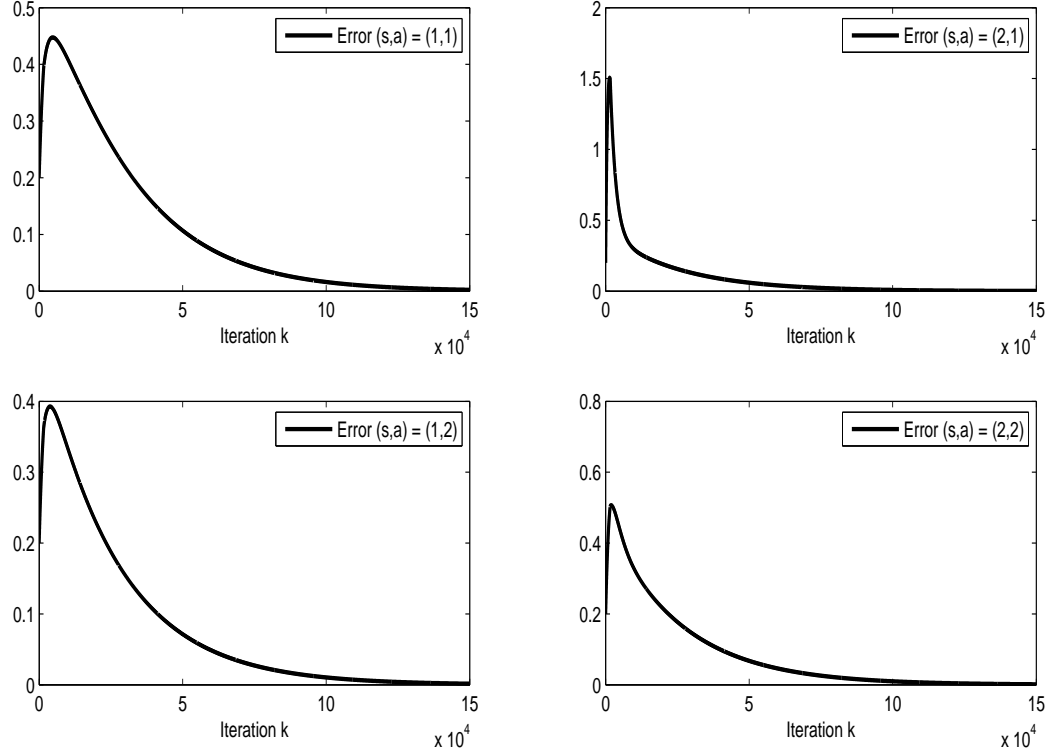 0.5
0.4
0.3
0.2
0.1
0
Error (s,a) = (1,1)
0 5 10 15
Iteration k
x 10^4
2
1.5
1
0.5
0
Error (s,a) = (2,1)
0 5 10 15
Iteration k
x 10^4
0.4
0.3
0.2
0.1
0
Error (s,a) = (1,2)
0 5 10 15
Iteration k
x 10^4
0.8
0.6
0.4
0.2
0
Error (s,a) = (2,2)
0 5 10 15
Iteration k
x 10^4